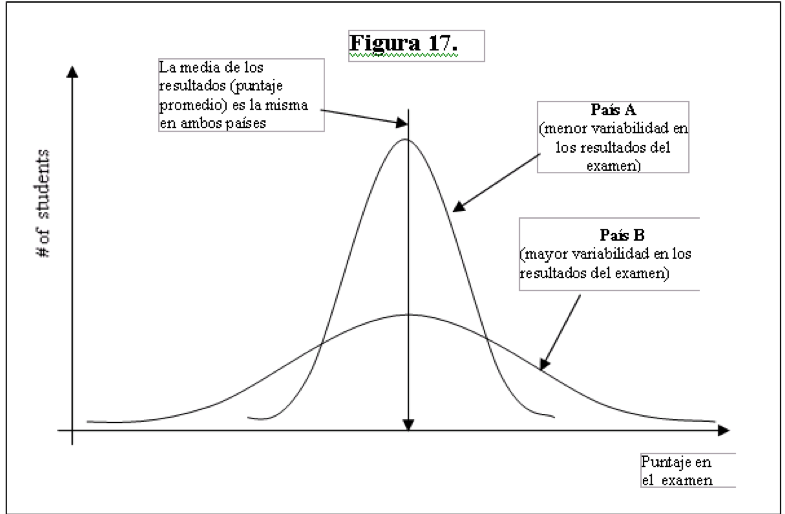 Figura 17.
La media de los
resultados (puntaje
promedio) es la misma
en ambos países
País A
(menor variabilidad en
los resultados del
examen)
País B
(mayor variabilidad en los
resultados del examen)
# of students
Puntaje en
el examen